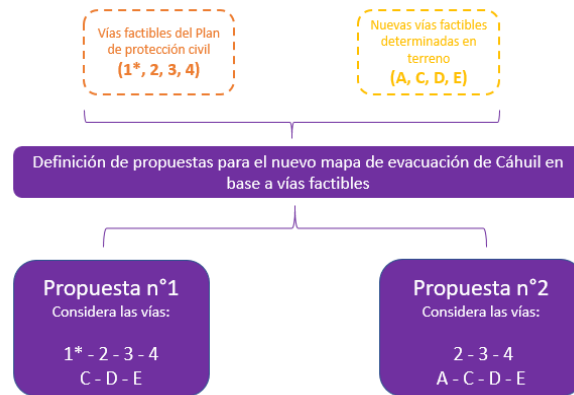 Vías factibles del Plan
de protección civil
(1*, 2, 3, 4)
Nuevas vías factibles
determinadas en
terreno
(A, C, D, E)
Definición de propuestas para el nuevo mapa de evacuación de Cáhuil en
base a vías factibles
Propuesta n°1
Considera las vías:
1* - 2 - 3 - 4
C - D - E
Propuesta n°2
Considera las vías:
2 - 3 - 4
A - C - D - E